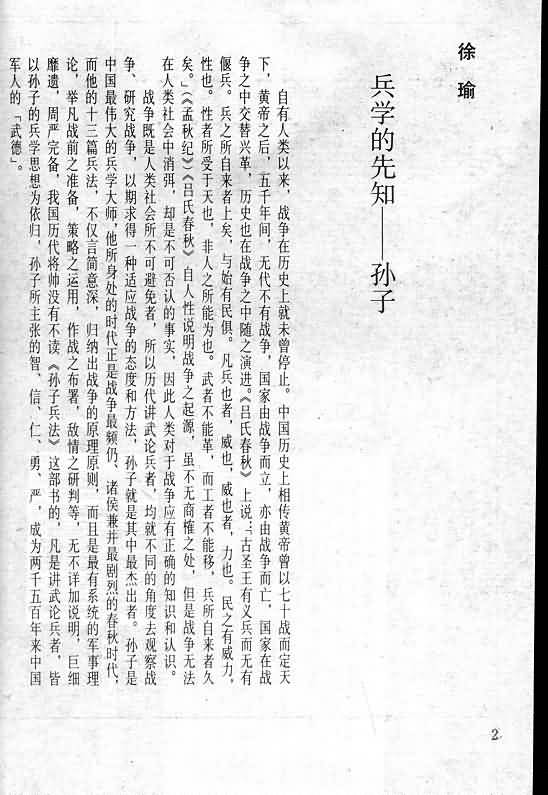 徐 瑜
兵学的先知——孙子
自有人类以来，战争在历史上就未曾停止。中国历史上相传黄帝曾以七十战而定天
下，黄帝之后，五千年间，无代不有战争，国家由战争而立，亦由战争而亡，国家在战
争之中交替兴革，历史也在战争之中随之演进。《吕氏春秋》上说：「古圣王有义兵而无有
偃兵。兵之所自来者上矣，与始有民俱。凡兵也者，威也，威也者，力也。民之有威力，
性也。性者所受于天也，非人之所能为也。武者不能革，而工者不能移，兵所自来者久
矣。」《孟秋纪》《吕氏春秋》自人性说明战争之起源，虽不无商榷之处，但是战争无法
在人类社会中消弭，却是不可否认的事实，因此人类对于战争应有正确的知识和认识。
战争既是人类社会所不可避免者，所以历代讲武论兵者，均就不同的角度去观察战
争、研究战争，以期求得一种适应战争的态度和方法，孙子就是其中最杰出者。孙子是
中国最伟大的兵学大师，他所身处的时代正是战争最频仍、诸侯兼并最剧烈的春秋时代，
而他的十三篇兵法，不仅言简意深，归纳出战争的原理原则，而且是最有系统的军事理
论，举凡战前之准备，策略之运用，作战之布署，敌情之研判等，无不详加说明，巨细
靡遗，周严完备，我国历代将帅没有不读《孙子兵法》这部书的，凡是讲武论兵者，皆
以孙子的兵学思想为依归，孙子所主张的智、信、仁、勇、严，成为两千五百年来中国
军人的「武德」。
2